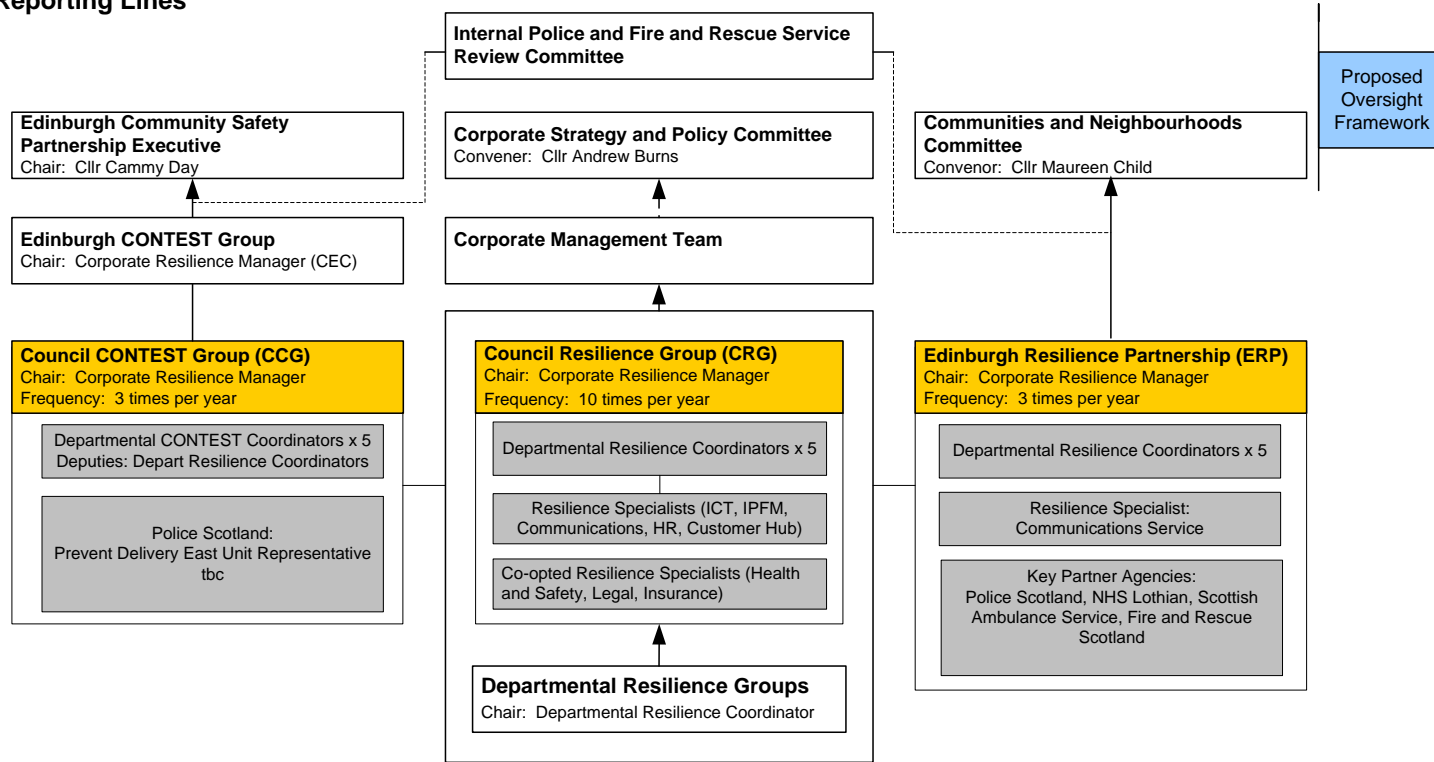 Reporting Lines
Internal Police and Fire and Rescue Service
Review Committee
Proposed
Oversight
Framework
Edinburgh Community Safety
Partnership Executive
Chair: Cllr Cammy Day
Corporate Strategy and Policy Committee
Convener: Cllr Andrew Burns
Communities and Neighbourhoods
Committee
Convenor: Cllr Maureen Child
Edinburgh CONTEST Group
Chair: Corporate Resilience Manager (CEC)
Corporate Management Team
Council CONTEST Group (CCG)
Chair: Corporate Resilience Manager
Frequency: 3 times per year
Departmental CONTEST Coordinators x 5
Deputies: Depart Resilience Coordinators
Police Scotland:
Prevent Delivery East Unit Representative
tbc
Council Resilience Group (CRG)
Chair: Corporate Resilience Manager
Frequency: 10 times per year
Departmental Resilience Coordinators x 5
Resilience Specialists (ICT, IPFM,
Communications, HR, Customer Hub)
Co-opted Resilience Specialists (Health
and Safety, Legal, Insurance)
Departmental Resilience Groups
Chair: Departmental Resilience Coordinator
Edinburgh Resilience Partnership (ERP)
Chair: Corporate Resilience Manager
Frequency: 3 times per year
Departmental Resilience Coordinators x 5
Resilience Specialist:
Communications Service
Key Partner Agencies:
Police Scotland, NHS Lothian, Scottish
Ambulance Service, Fire and Rescue
Scotland